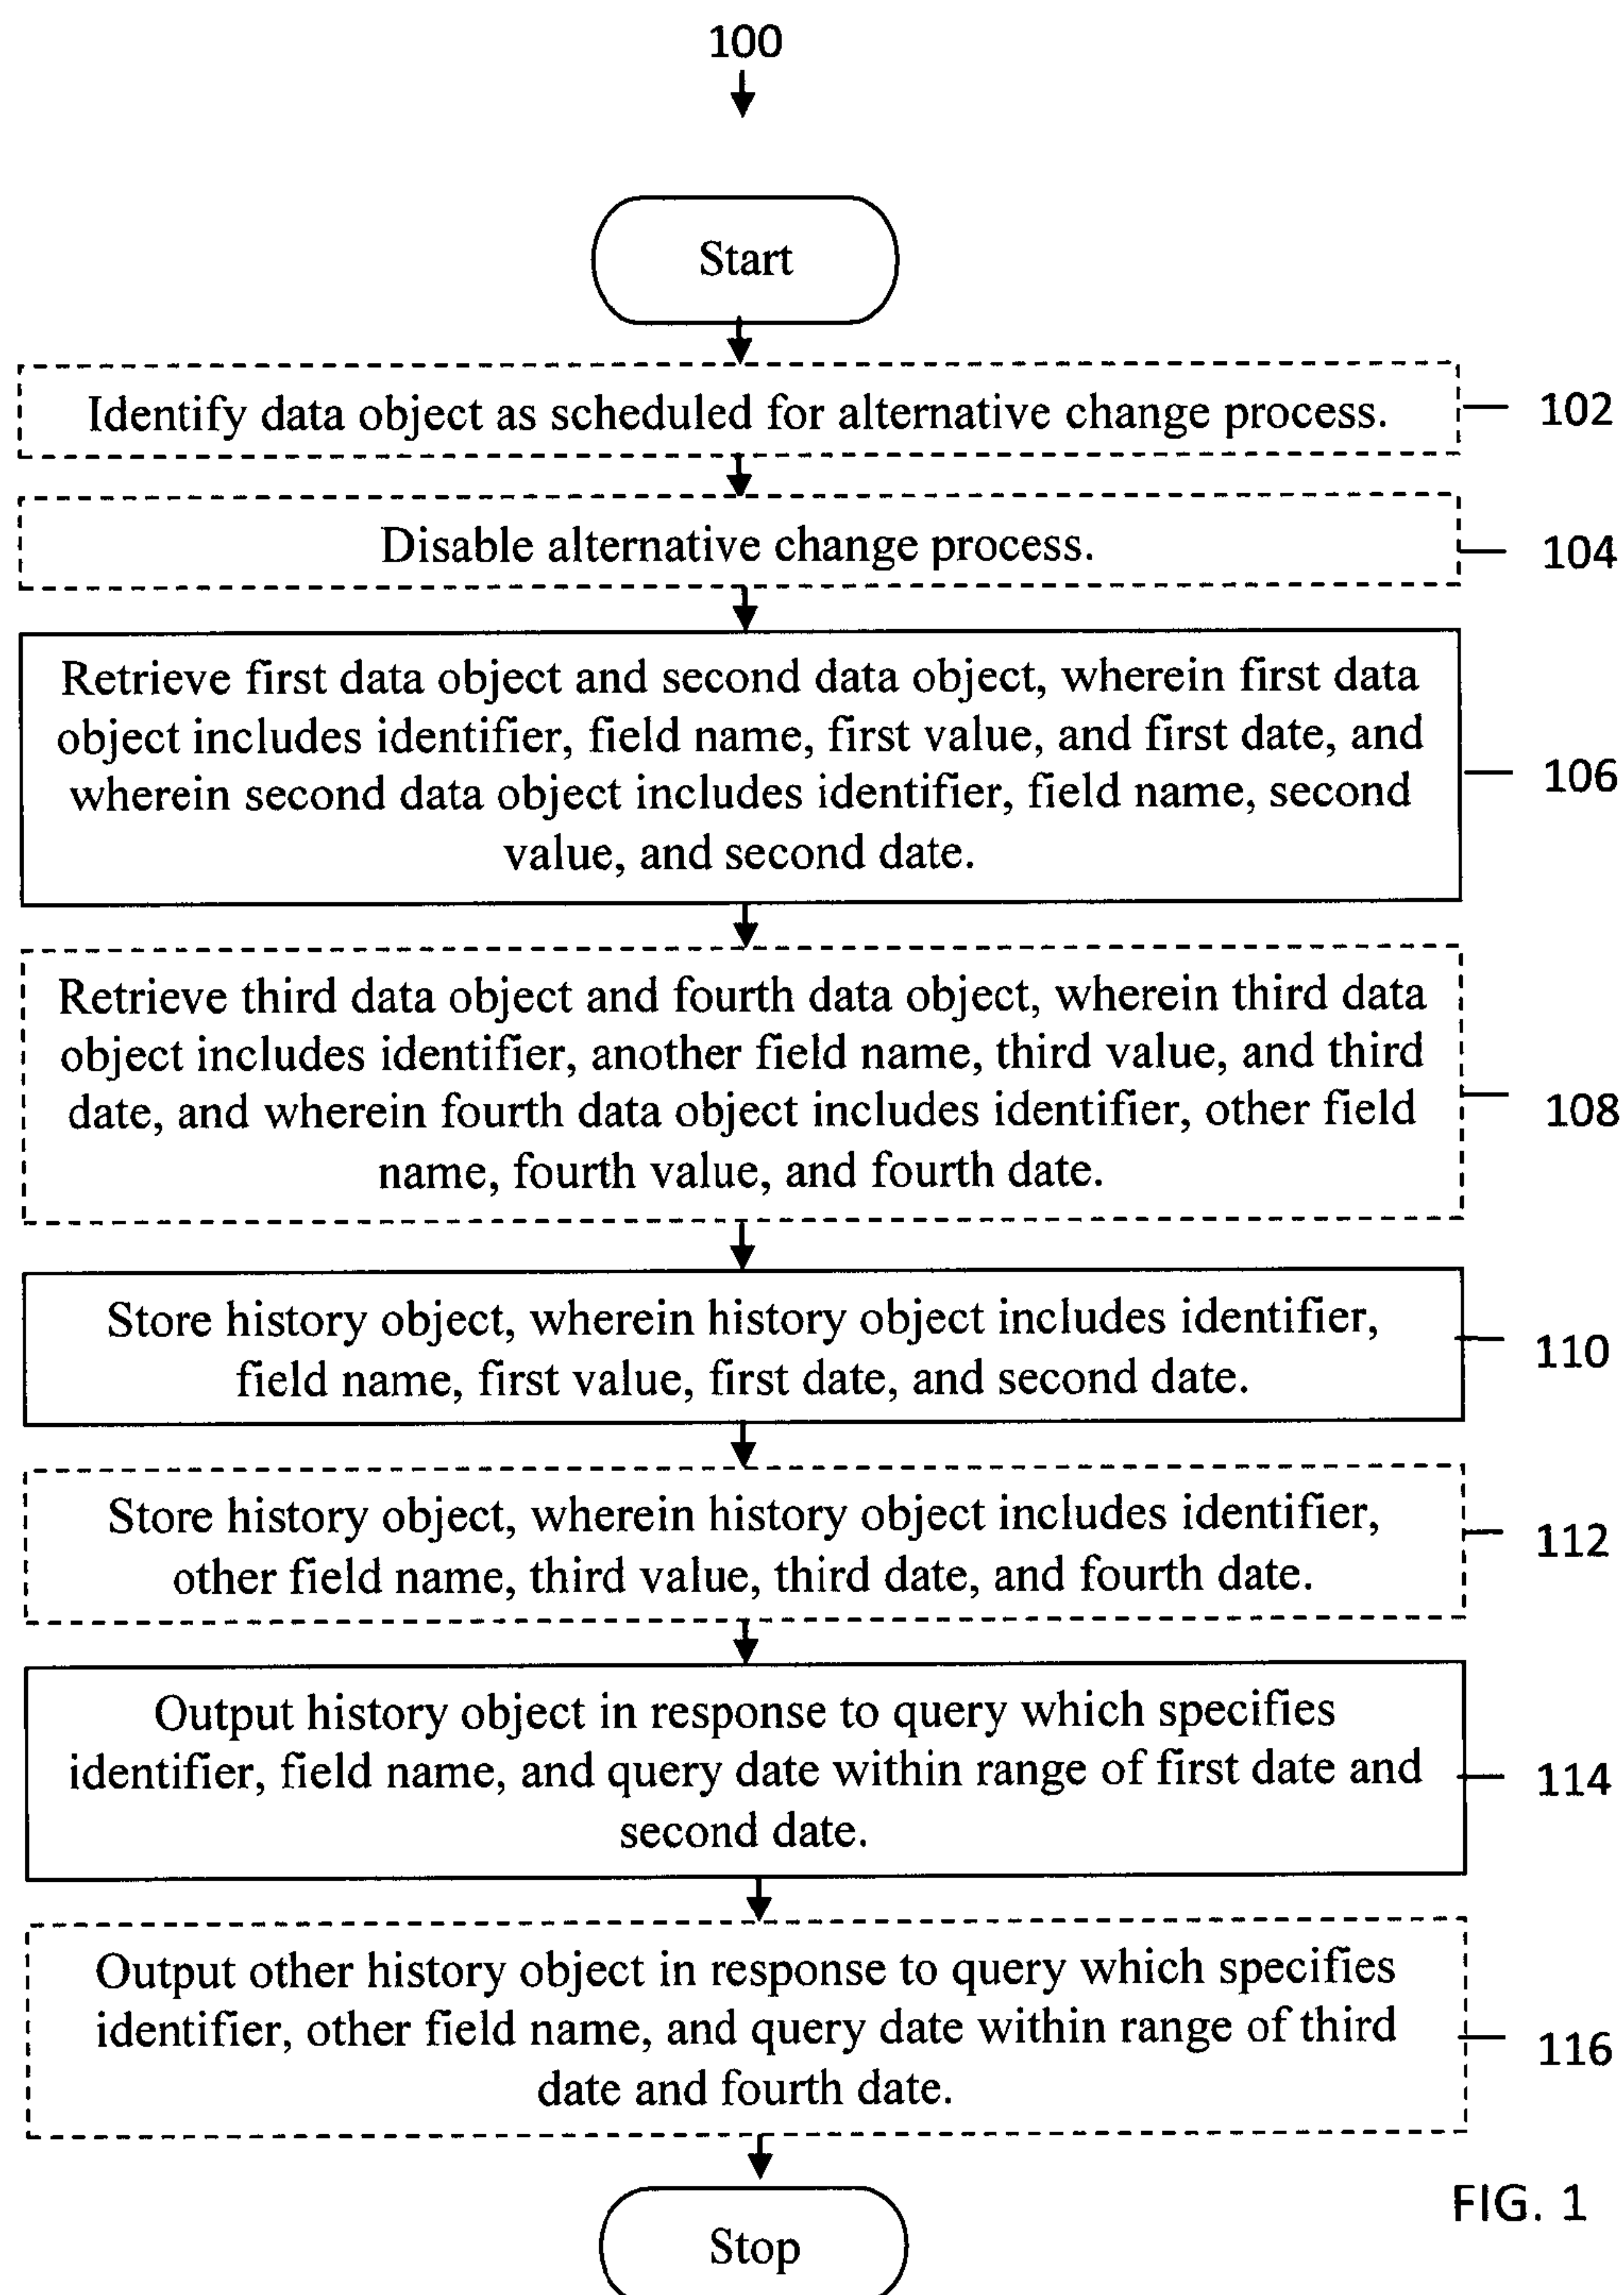 100
Start
Identify data object as scheduled for alternative change process.
102
Disable alternative change process.
104
Retrieve first data object and second data object, wherein first data
object includes identifier, field name, first value, and first date, and
wherein second data object includes identifier, field name, second
value, and second date.
106
Retrieve third data object and fourth data object, wherein third data
object includes identifier, another field name, third value, and third
date, and wherein fourth data object includes identifier, other field
name, fourth value, and fourth date.
108
Store history object, wherein history object includes identifier,
field name, first value, first date, and second date.
110
Store history object, wherein history object includes identifier,
other field name, third value, third date, and fourth date.
112
Output history object in response to query which specifies
identifier, field name, and query date within range of first date and
second date.
114
Output other history object in response to query which specifies
identifier, other field name, and query date within range of third
date and fourth date.
116
FIG. 1
Stop